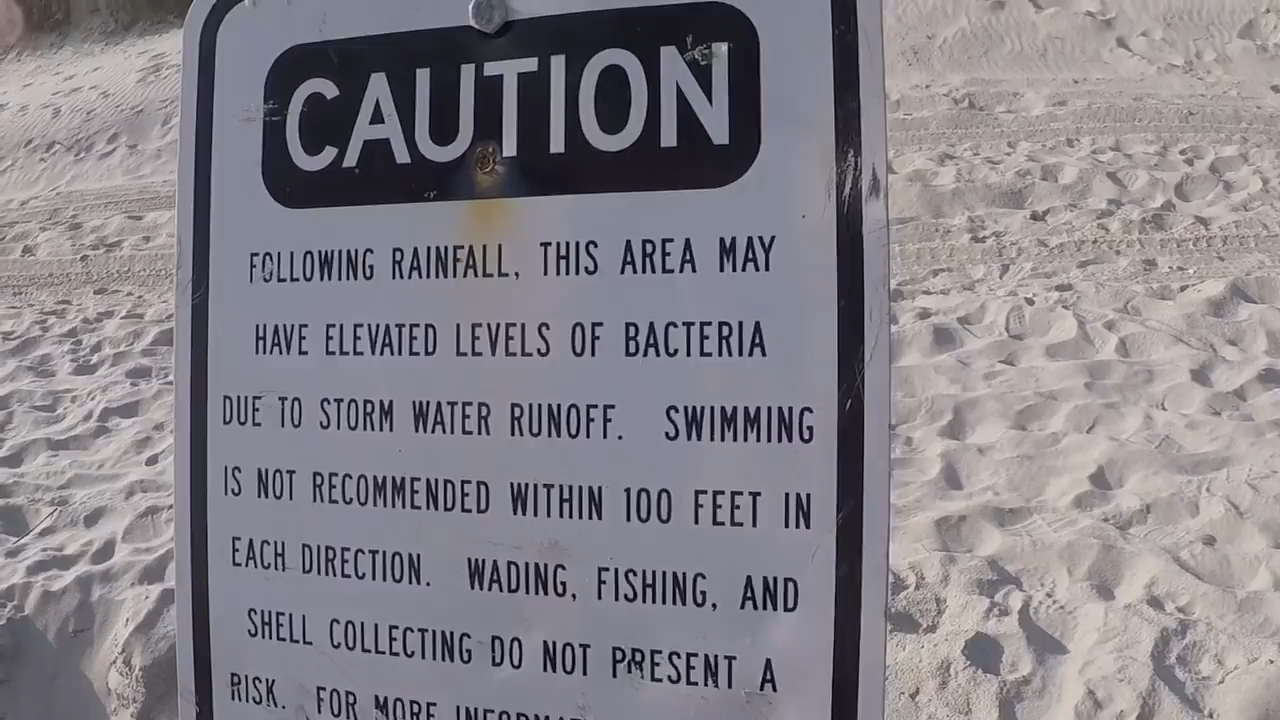 CAUTION
FOLLOWING RAINFALL, THIS AREA MAY
HAVE ELEVATED LEVELS OF BACTERIA
DUE TO STORM WATER RUNOFF. SWIMMING
IS NOT RECOMMENDED WITHIN 100 FEET IN
EACH DIRECTION. WADING, FISHING, AND
SHELL COLLECTING DO NOT PRESENT A
RISK. FOR MORE